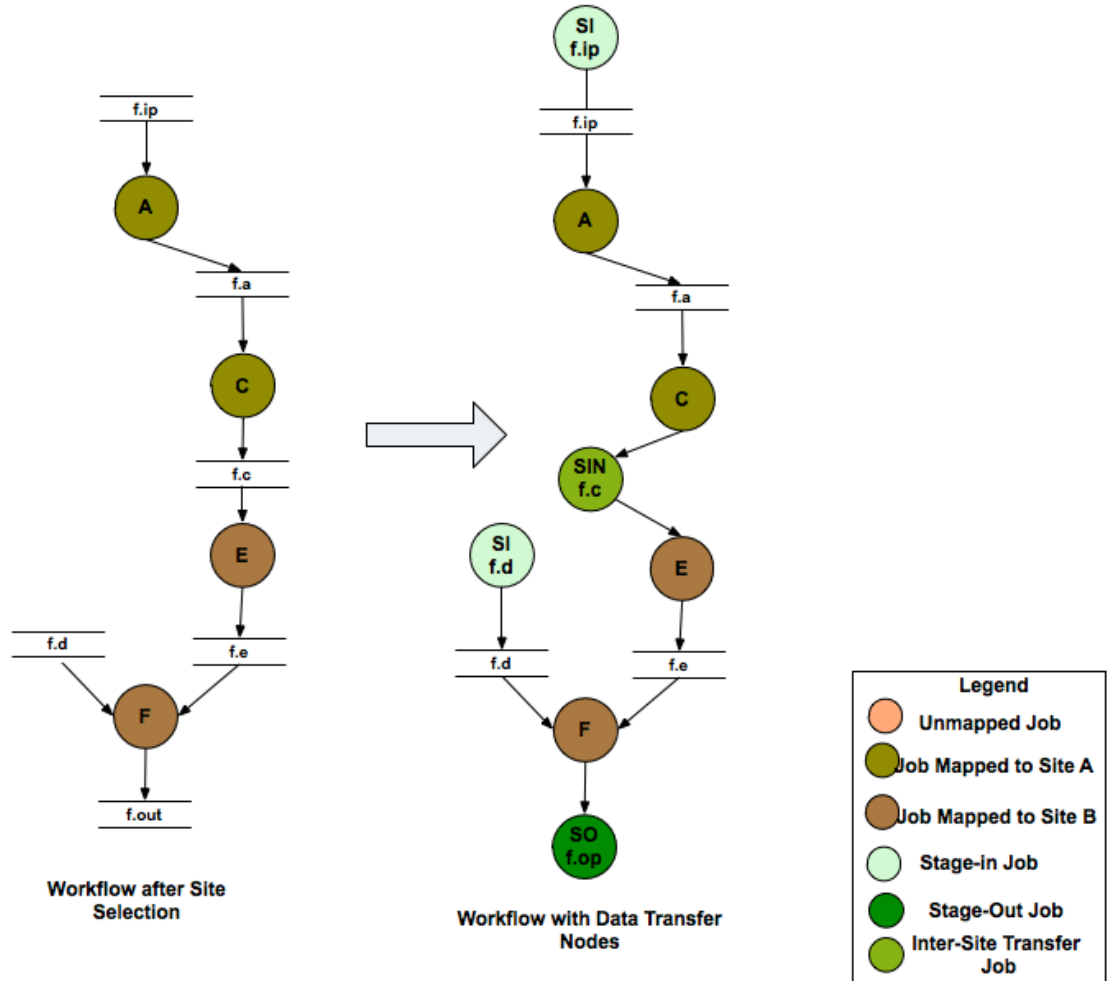 f.ip
A
f.a
C
f.c
E
f.d
f.e
F
f.out
Workflow after Site
Selection
SI
f.ip
f.ip
A
f.a
C
SIN
f.c
SI
f.d
E
f.d
f.e
F
SO
f.op
Workflow with Data Transfer
Nodes
Legend
Unmapped Job
Job Mapped to Site A
Job Mapped to Site B
Stage-in Job
Stage-Out Job
Inter-Site Transfer
Job